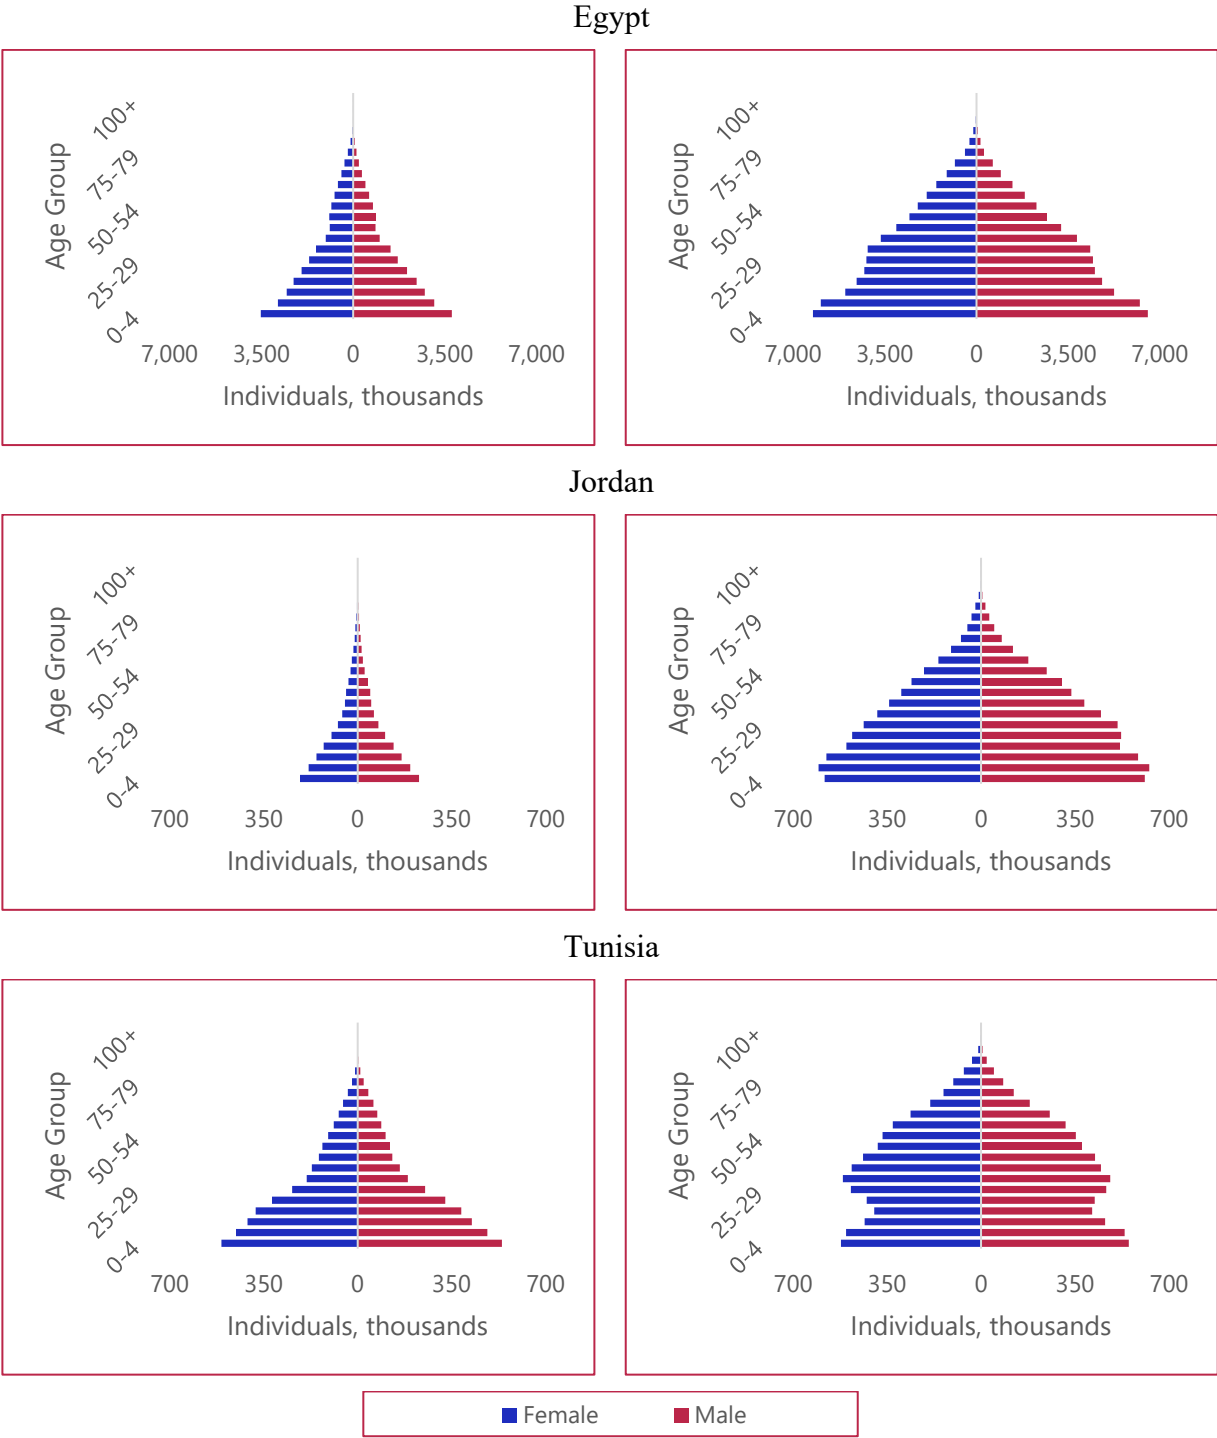 Egypt
Age Group
100+
75-79
50-54
25-29
0-4
7,000 3,500 0 3,500 7,000
Individuals, thousands
Age Group
100+
75-79
50-54
25-29
0-4
7,000 3,500 0 3,500 7,000
Individuals, thousands
Jordan
Age Group
100+
75-79
50-54
25-29
0-4
700 350 0 350 700
Individuals, thousands
Age Group
100+
75-79
50-54
25-29
0-4
700 350 0 350 700
Individuals, thousands
Tunisia
Age Group
100+
75-79
50-54
25-29
0-4
700 350 0 350 700
Individuals, thousands
Age Group
100+
75-79
50-54
25-29
0-4
700 350 0 350 700
Individuals, thousands
Female Male